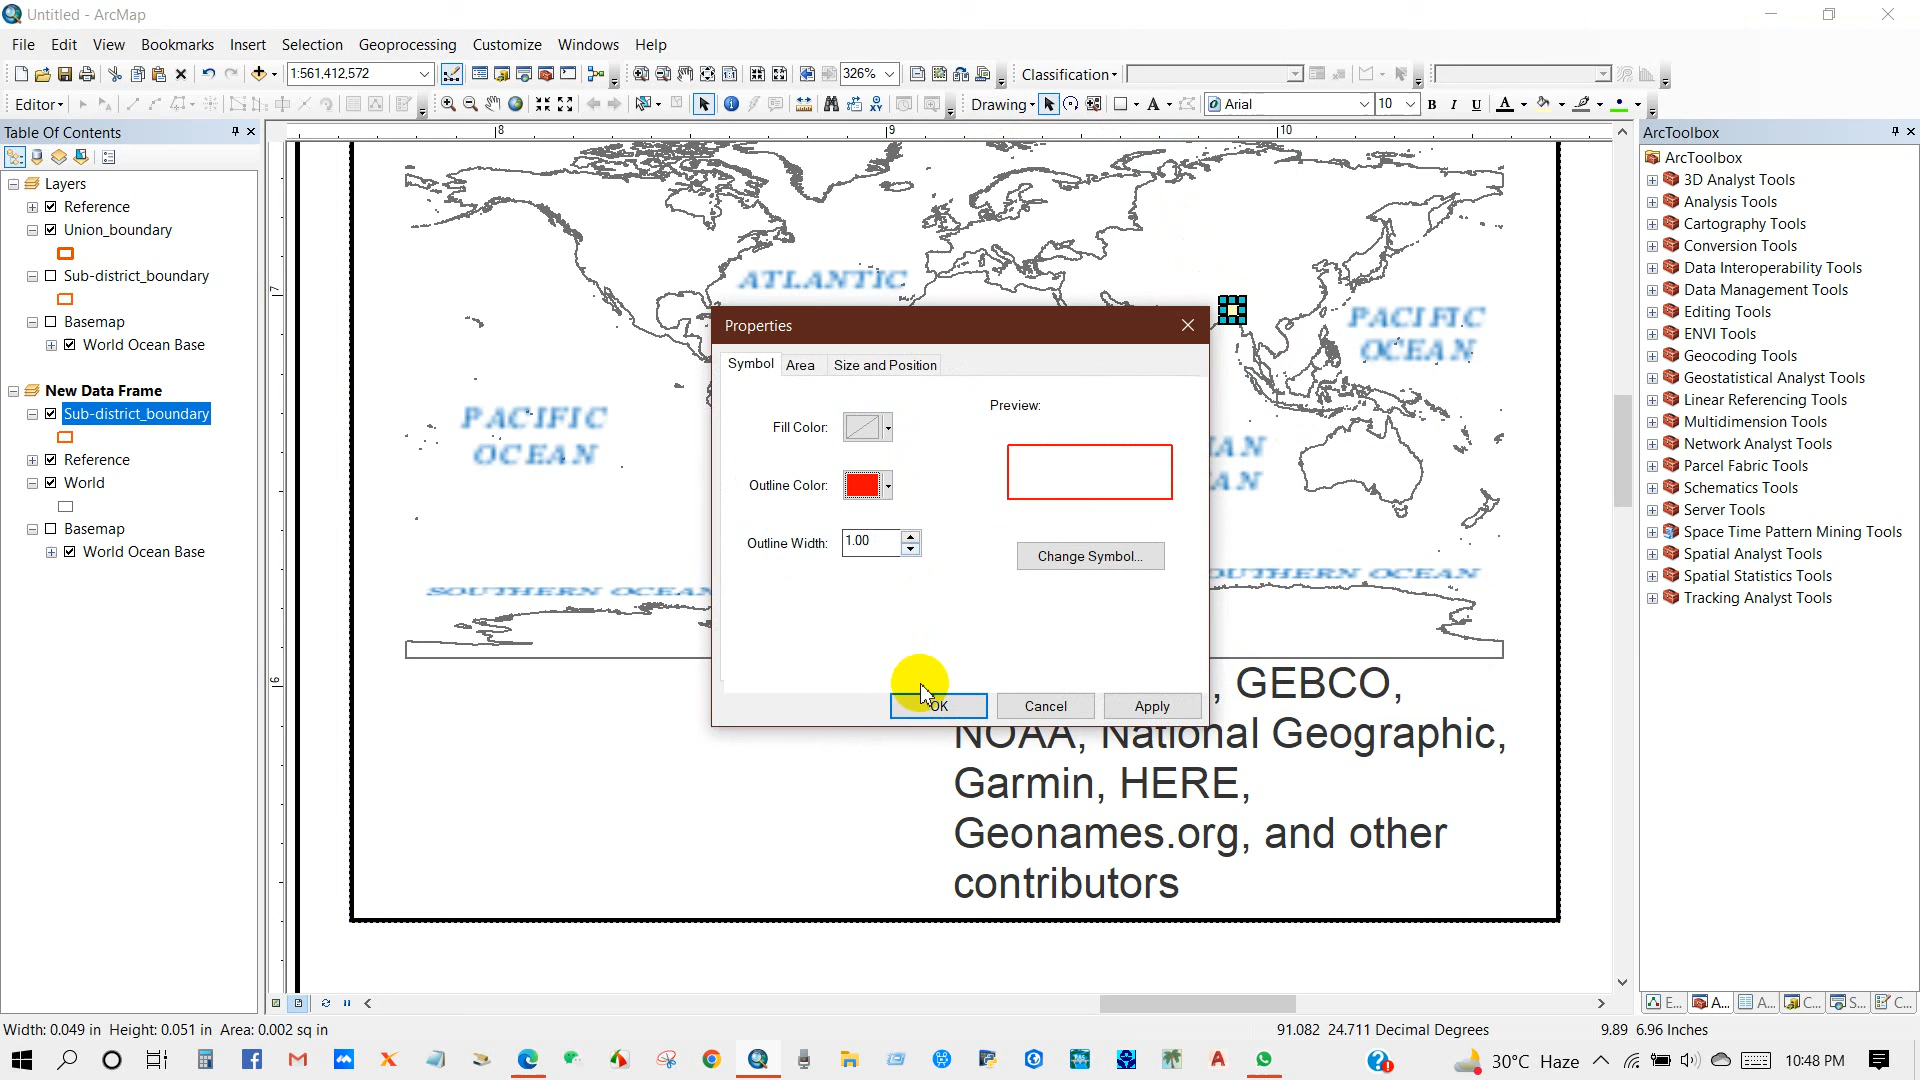 Untitled - ArcMap
File Edit View Bookmarks Insert Selection Geoprocessing Customize Windows Help
1:561,412,572 326% Classification
Editor Drawing Arial 10 B I U A
Table Of Contents
Layers
Reference
Union_boundary
Sub-district_boundary
Basemap
World Ocean Base
New Data Frame
Sub-district_boundary
Reference
World
Basemap
World Ocean Base
8 9 10
7
6
ATLANTIC
PACIFIC
OCEAN
PACIFIC
OCEAN
AN
AN
SOUTHERN OCEAN
SOUTHERN OCEAN
Properties
Symbol Area Size and Position
Fill Color:
Outline Color:
Outline Width: 1.00
Preview:
Change Symbol...
OK Cancel Apply
, GEBCO,
NOAA, National Geographic,
Garmin, HERE,
Geonames.org, and other
contributors
ArcToolbox
ArcToolbox
3D Analyst Tools
Analysis Tools
Cartography Tools
Conversion Tools
Data Interoperability Tools
Data Management Tools
Editing Tools
ENVI Tools
Geocoding Tools
Geostatistical Analyst Tools
Linear Referencing Tools
Multidimension Tools
Network Analyst Tools
Parcel Fabric Tools
Schematics Tools
Server Tools
Space Time Pattern Mining Tools
Spatial Analyst Tools
Spatial Statistics Tools
Tracking Analyst Tools
E... A... A... C... S... C...
Width: 0.049 in Height: 0.051 in Area: 0.002 sq in
91.082 24.711 Decimal Degrees
9.89 6.96 Inches
30°C Haze
10:48 PM